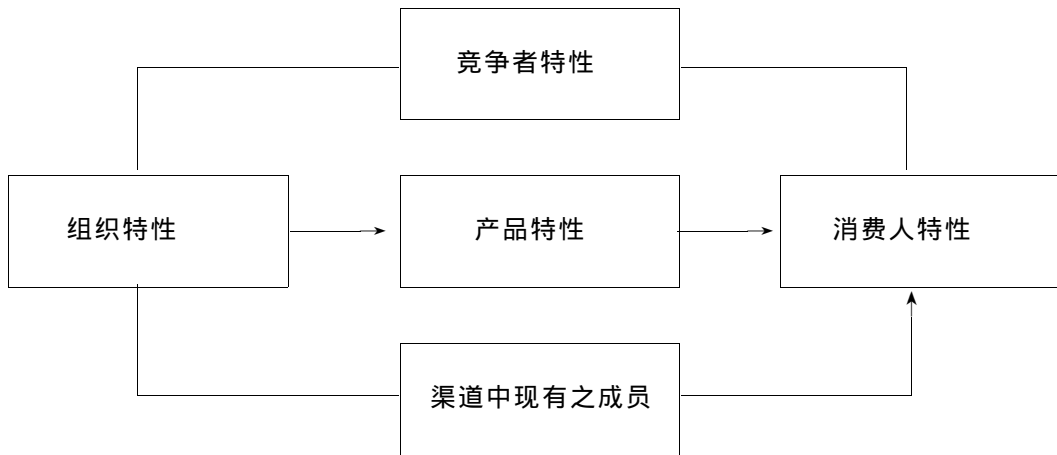 竞争者特性
组织特性
产品特性
消费人特性
渠道中现有之成员